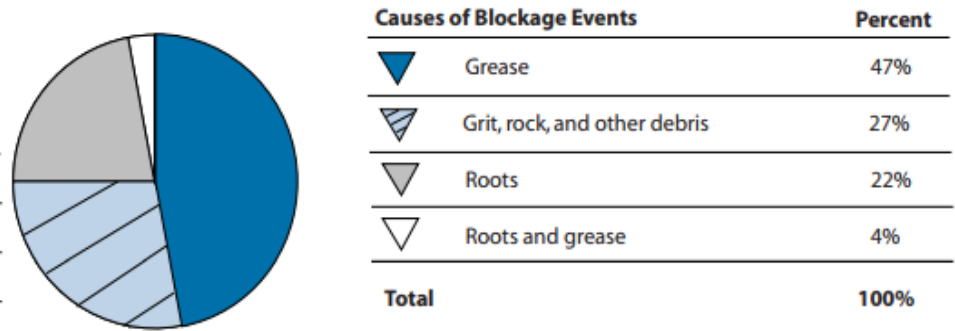 Causes of Blockage Events Percent
Grease 47%
Grit, rock, and other debris 27%
Roots 22%
Roots and grease 4%
Total 100%